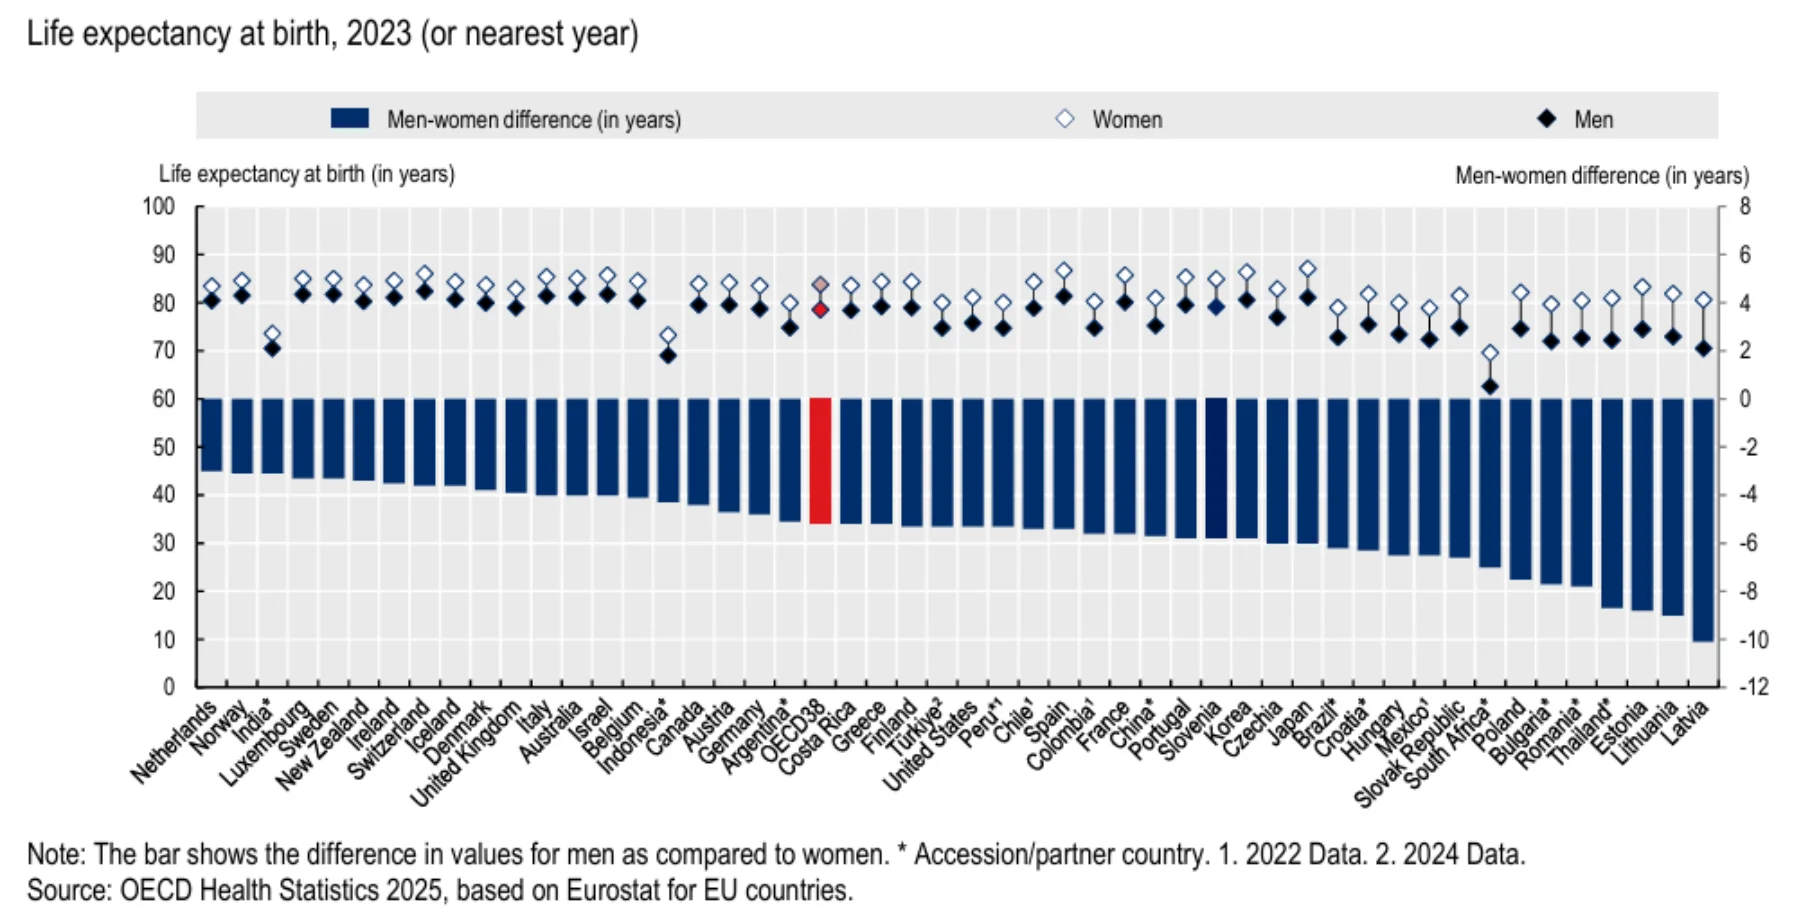 Life expectancy at birth, 2023 (or nearest year)
Men-women difference (in years)
Women
Men
Life expectancy at birth (in years)
Men-women difference (in years)
100
90
80
70
60
50
40
30
20
10
0
8
6
4
2
0
-2
-4
-6
-8
-10
-12
Netherlands
Norway
India*
Luxembourg
Sweden
New Zealand
Ireland
Switzerland
Iceland
Denmark
United Kingdom
Italy
Australia
Israel
Belgium
Indonesia*
Canada
Austria
Germany
Argentina*
OECD38
Costa Rica
Greece
Finland
Türkiye²
United States
Peru*¹
Chile¹
Spain
Colombia¹
France
China*
Portugal
Slovenia
Korea
Czechia
Japan
Brazil*
Croatia*
Hungary
Mexico¹
Slovak Republic
South Africa*
Poland
Bulgaria*
Romania*
Thailand*
Estonia
Lithuania
Latvia
Note: The bar shows the difference in values for men as compared to women. * Accession/partner country. 1. 2022 Data. 2. 2024 Data.
Source: OECD Health Statistics 2025, based on Eurostat for EU countries.